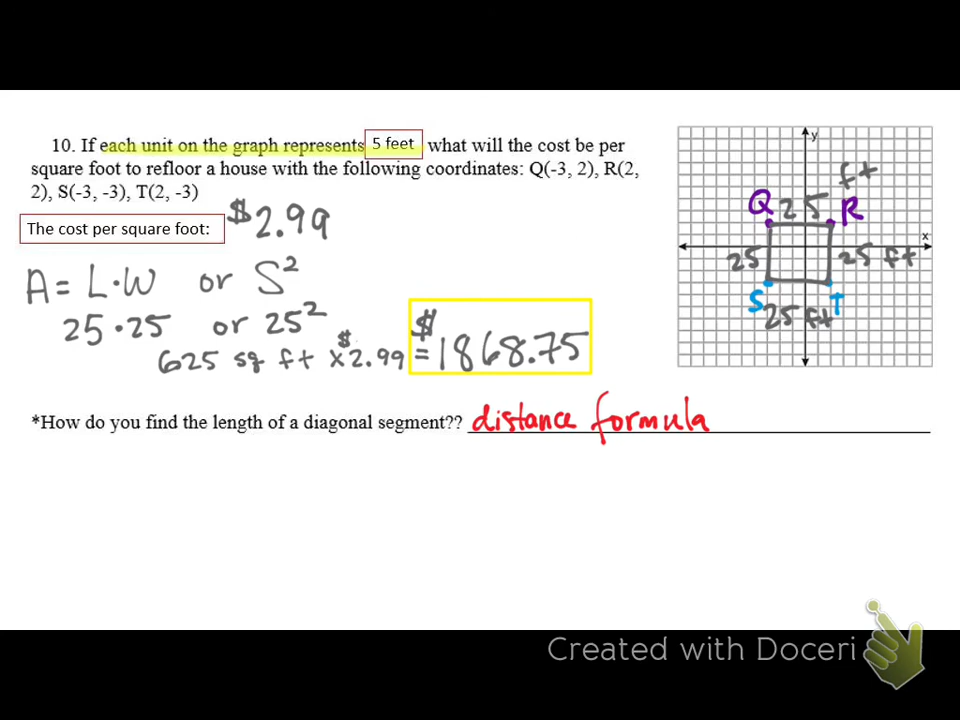 10. If each unit on the graph represents 5 feet what will the cost be per
square foot to refloor a house with the following coordinates: Q(-3, 2), R(2,
2), S(-3, -3), T(2, -3)
The cost per square foot: $2.99
A = L·W or S²
25·25 or 25²
625 sq ft x $2.99 = $1868.75
*How do you find the length of a diagonal segment?? distance formula
y
x
ft
Q 25 R
25 25 ft
S T
25 ft
Created with Doceri